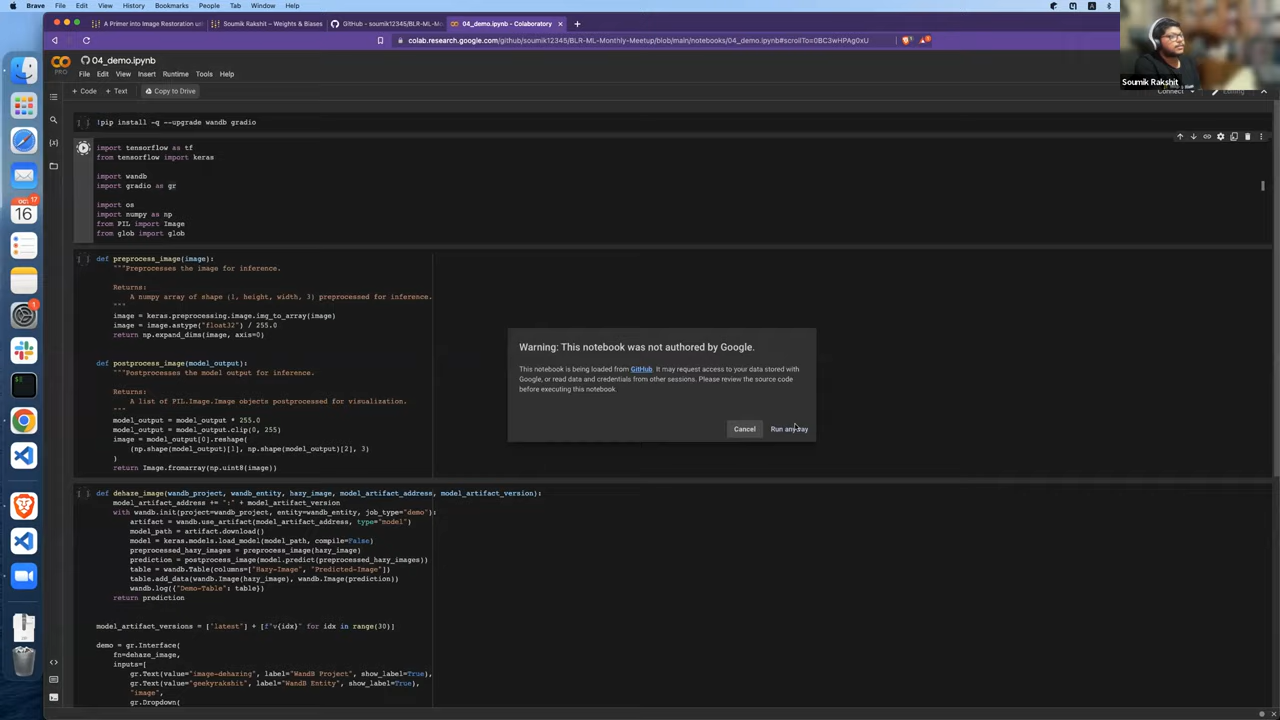 Brave File Edit View History Bookmarks People Tab Window Help
A Primer into Image Restoration us
Soumik Rakshit – Weights & Biases
GitHub - soumik12345/BLR-ML-M
04_demo.ipynb - Colaboratory
colab.research.google.com/github/soumik12345/BLR-ML-Monthly-Meetup/blob/main/notebooks/04_demo.ipynb#scrollTo=0BC3wHPAg0xU
Soumik Rakshit
PRO
04_demo.ipynb
File Edit View Insert Runtime Tools Help
+ Code + Text Copy to Drive
Connect Editing
!pip install -q --upgrade wandb gradio
import tensorflow as tf
from tensorflow import keras
import wandb
import gradio as gr
import os
import numpy as np
from PIL import Image
from glob import glob
def preprocess_image(image):
"""Preprocesses the image for inference.
Returns:
A numpy array of shape (1, height, width, 3) preprocessed for inference.
"""
image = keras.preprocessing.image.img_to_array(image)
image = image.astype("float32") / 255.0
return np.expand_dims(image, axis=0)
def postprocess_image(model_output):
"""Postprocesses the model output for inference.
Returns:
A list of PIL.Image.Image objects postprocessed for visualization.
"""
model_output = model_output * 255.0
model_output = model_output.clip(0, 255)
image = model_output[0].reshape(
(np.shape(model_output)[1], np.shape(model_output)[2], 3)
)
return Image.fromarray(np.uint8(image))
Warning: This notebook was not authored by Google.
This notebook is being loaded from GitHub. It may request access to your data stored with
Google, or read data and credentials from other sessions. Please review the source code
before executing this notebook.
Cancel Run anyway
def dehaze_image(wandb_project, wandb_entity, hazy_image, model_artifact_address, model_artifact_version):
model_artifact_address += ":" + model_artifact_version
with wandb.init(project=wandb_project, entity=wandb_entity, job_type="demo"):
artifact = wandb.use_artifact(model_artifact_address, type="model")
model_path = artifact.download()
model = keras.models.load_model(model_path, compile=False)
preprocessed_hazy_images = preprocess_image(hazy_image)
prediction = postprocess_image(model.predict(preprocessed_hazy_images))
table = wandb.Table(columns=["Hazy-Image", "Predicted-Image"])
table.add_data(wandb.Image(hazy_image), wandb.Image(prediction))
wandb.log({"Demo-Table": table})
return prediction
model_artifact_versions = ["latest"] + [f"v{idx}" for idx in range(30)]
demo = gr.Interface(
fn=dehaze_image,
inputs=[
gr.Text(value="image-dehazing", label="WandB Project", show_label=True),
gr.Text(value="geekyrakshit", label="WandB Entity", show_label=True),
"image",
gr.Dropdown(
OCT 17
16
1